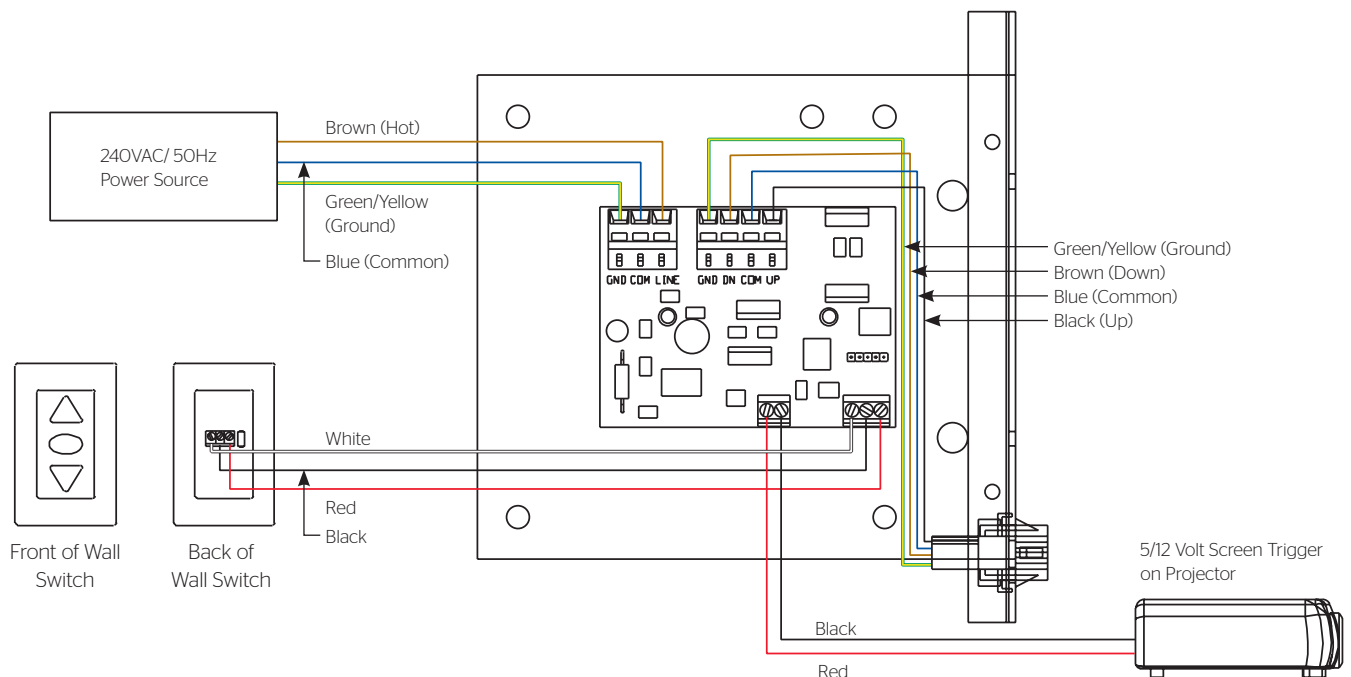 240VAC/ 50Hz
Power Source
Brown (Hot)
Green/Yellow
(Ground)
Blue (Common)
GND COM LINE
GND DN COM UP
Green/Yellow (Ground)
Brown (Down)
Blue (Common)
Black (Up)
White
Red
Black
Front of Wall
Switch
Back of
Wall Switch
5/12 Volt Screen Trigger
on Projector
Black
Red